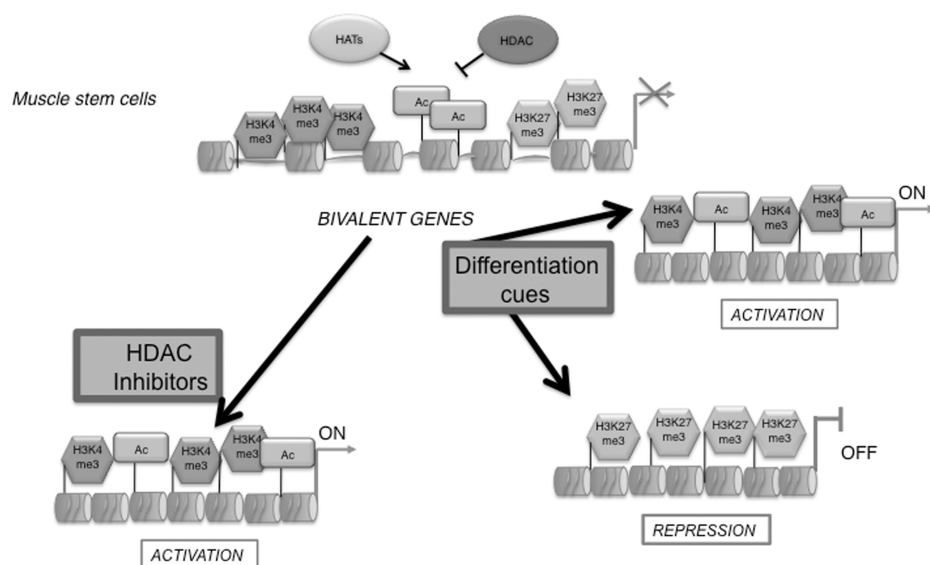 HATs
HDAC
Muscle stem cells
H3K4
me3
H3K4
me3
H3K4
me3
Ac
Ac
H3K27
me3
H3K27
me3
BIVALENT GENES
Differentiation
cues
H3K4
me3
Ac
H3K4
me3
H3K4
me3
Ac
ON
ACTIVATION
HDAC
Inhibitors
H3K4
me3
Ac
H3K4
me3
H3K4
me3
Ac
ON
ACTIVATION
H3K27
me3
H3K27
me3
H3K27
me3
H3K27
me3
OFF
REPRESSION